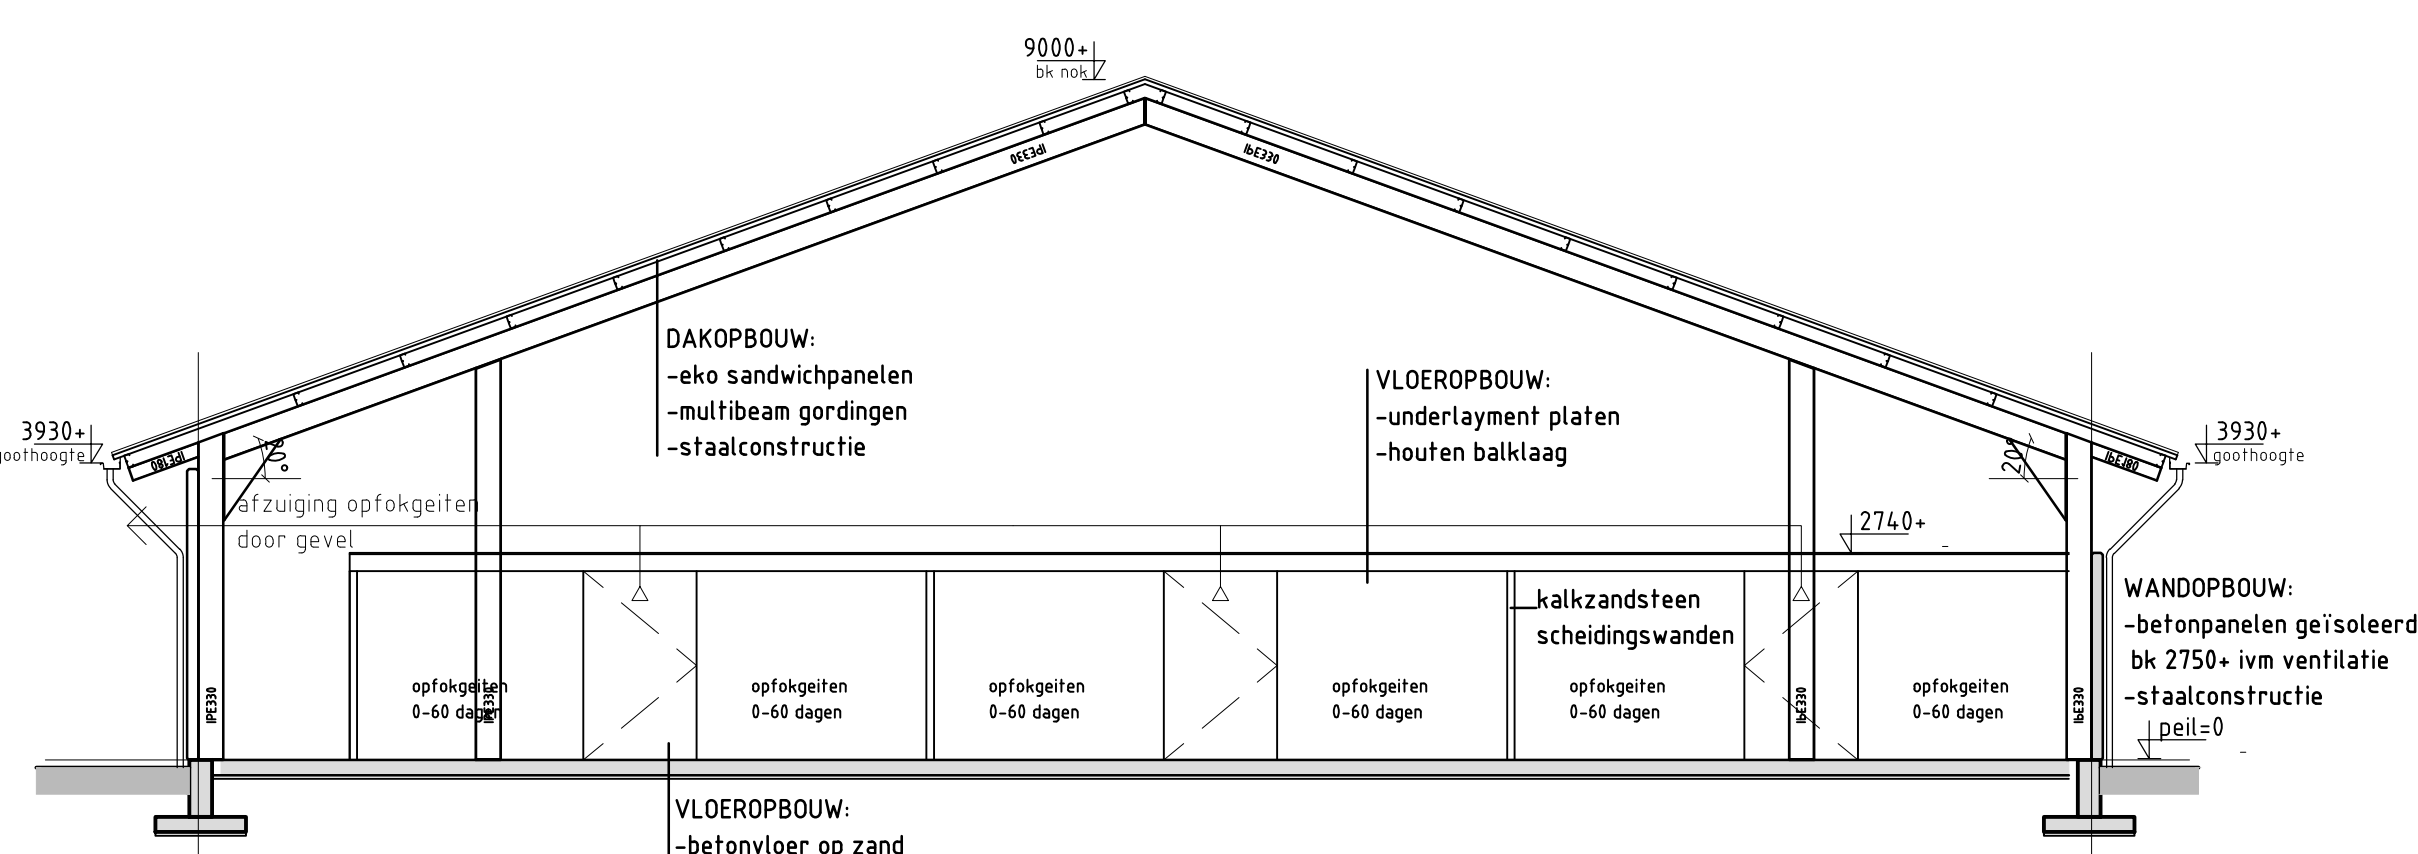 9000+
bk nok
IPE330
IPE330
DAKOPBOUW:
-eko sandwichpanelen
-multibeam gordingen
-staalconstructie
VLOEROPBOUW:
-underlayment platen
-houten balklaag
3930+
goothoogte
IPE180
20°
3930+
goothoogte
IPE180
20°
afzuiging opfokgeiten
door gevel
2740+
kalkzandsteen
scheidingswanden
WANDOPBOUW:
-betonpanelen geïsoleerd
bk 2750+ ivm ventilatie
-staalconstructie
peil=0
opfokgeiten
0-60 dagen
opfokgeiten
0-60 dagen
opfokgeiten
0-60 dagen
opfokgeiten
0-60 dagen
opfokgeiten
0-60 dagen
opfokgeiten
0-60 dagen
IPE330
IPE330
IPE330
IPE330
VLOEROPBOUW:
-betonvloer op zand